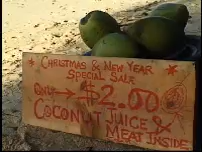 CHRISTMAS & NEW YEAR
SPECIAL SALE
ONLY → $2.00
COCONUT JUICE &
MEAT INSIDE